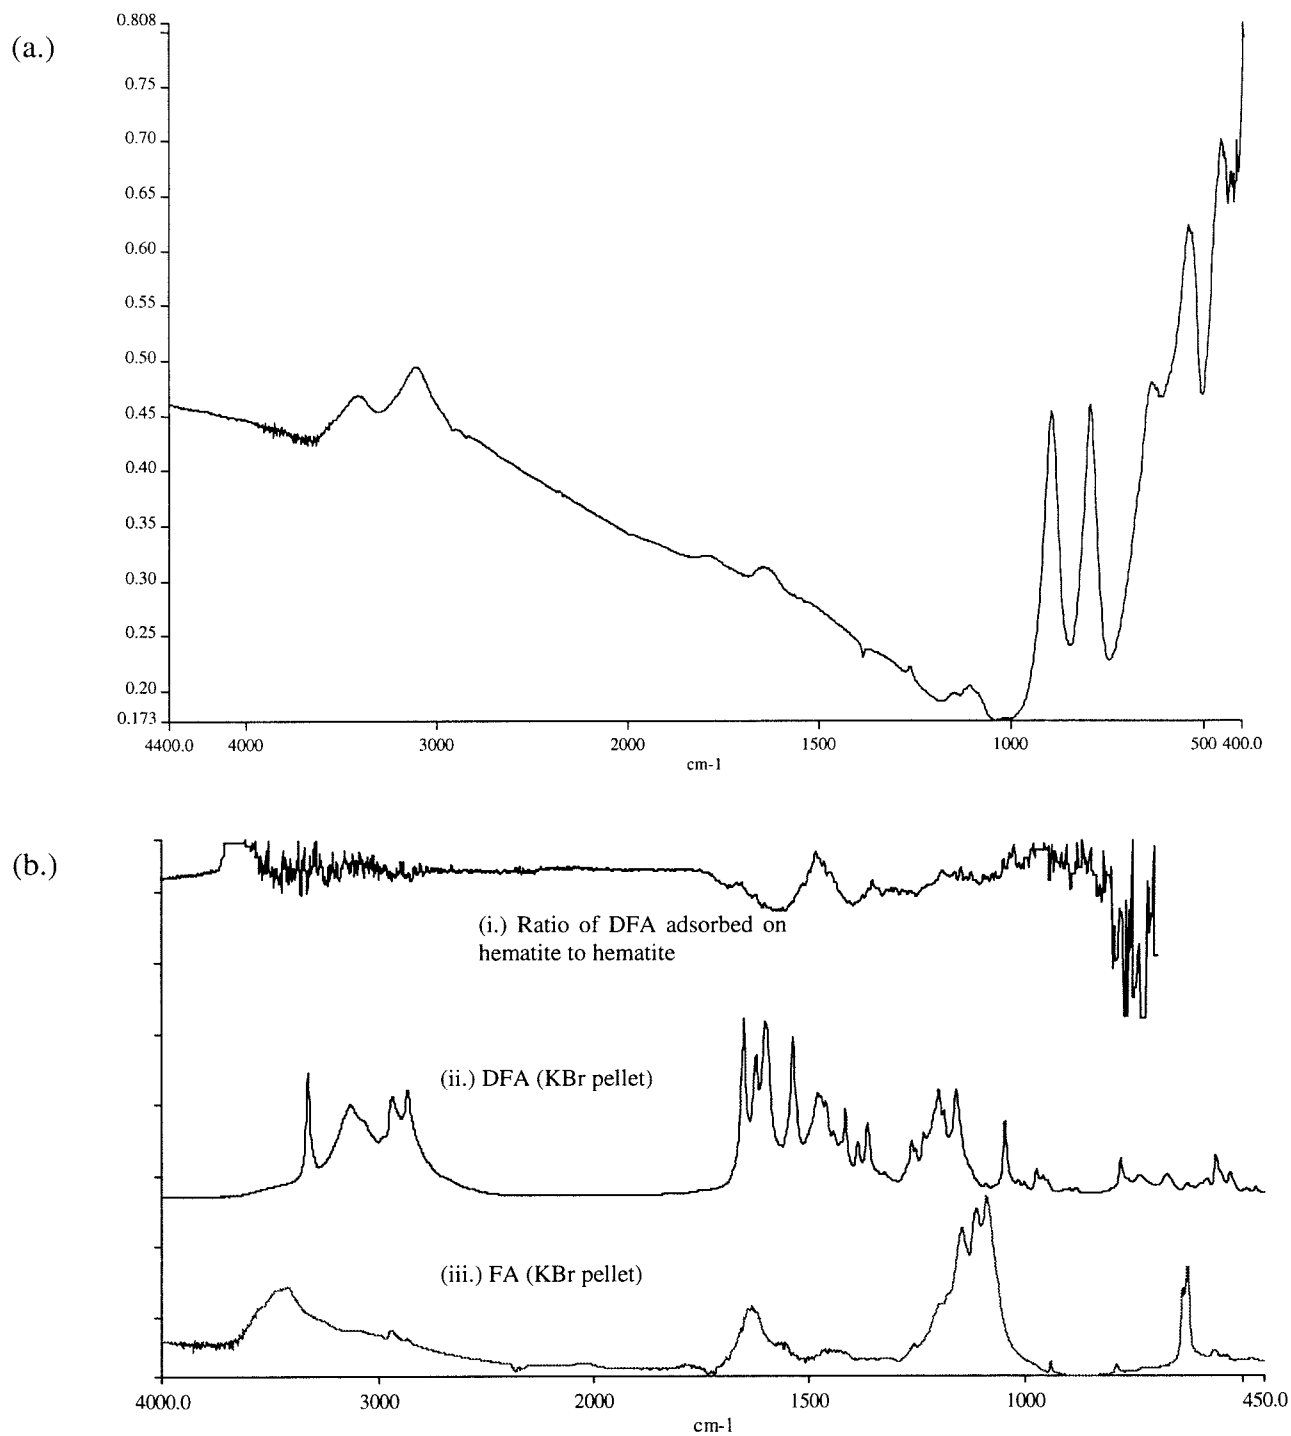 (a.)
0.808
0.75
0.70
0.65
0.60
0.55
0.50
0.45
0.40
0.35
0.30
0.25
0.20
0.173
4400.0 4000 3000 2000 1500 1000 500 400.0
cm-1
(b.)
(i.) Ratio of DFA adsorbed on
hematite to hematite
(ii.) DFA (KBr pellet)
(iii.) FA (KBr pellet)
4000.0 3000 2000 1500 1000 450.0
cm-1